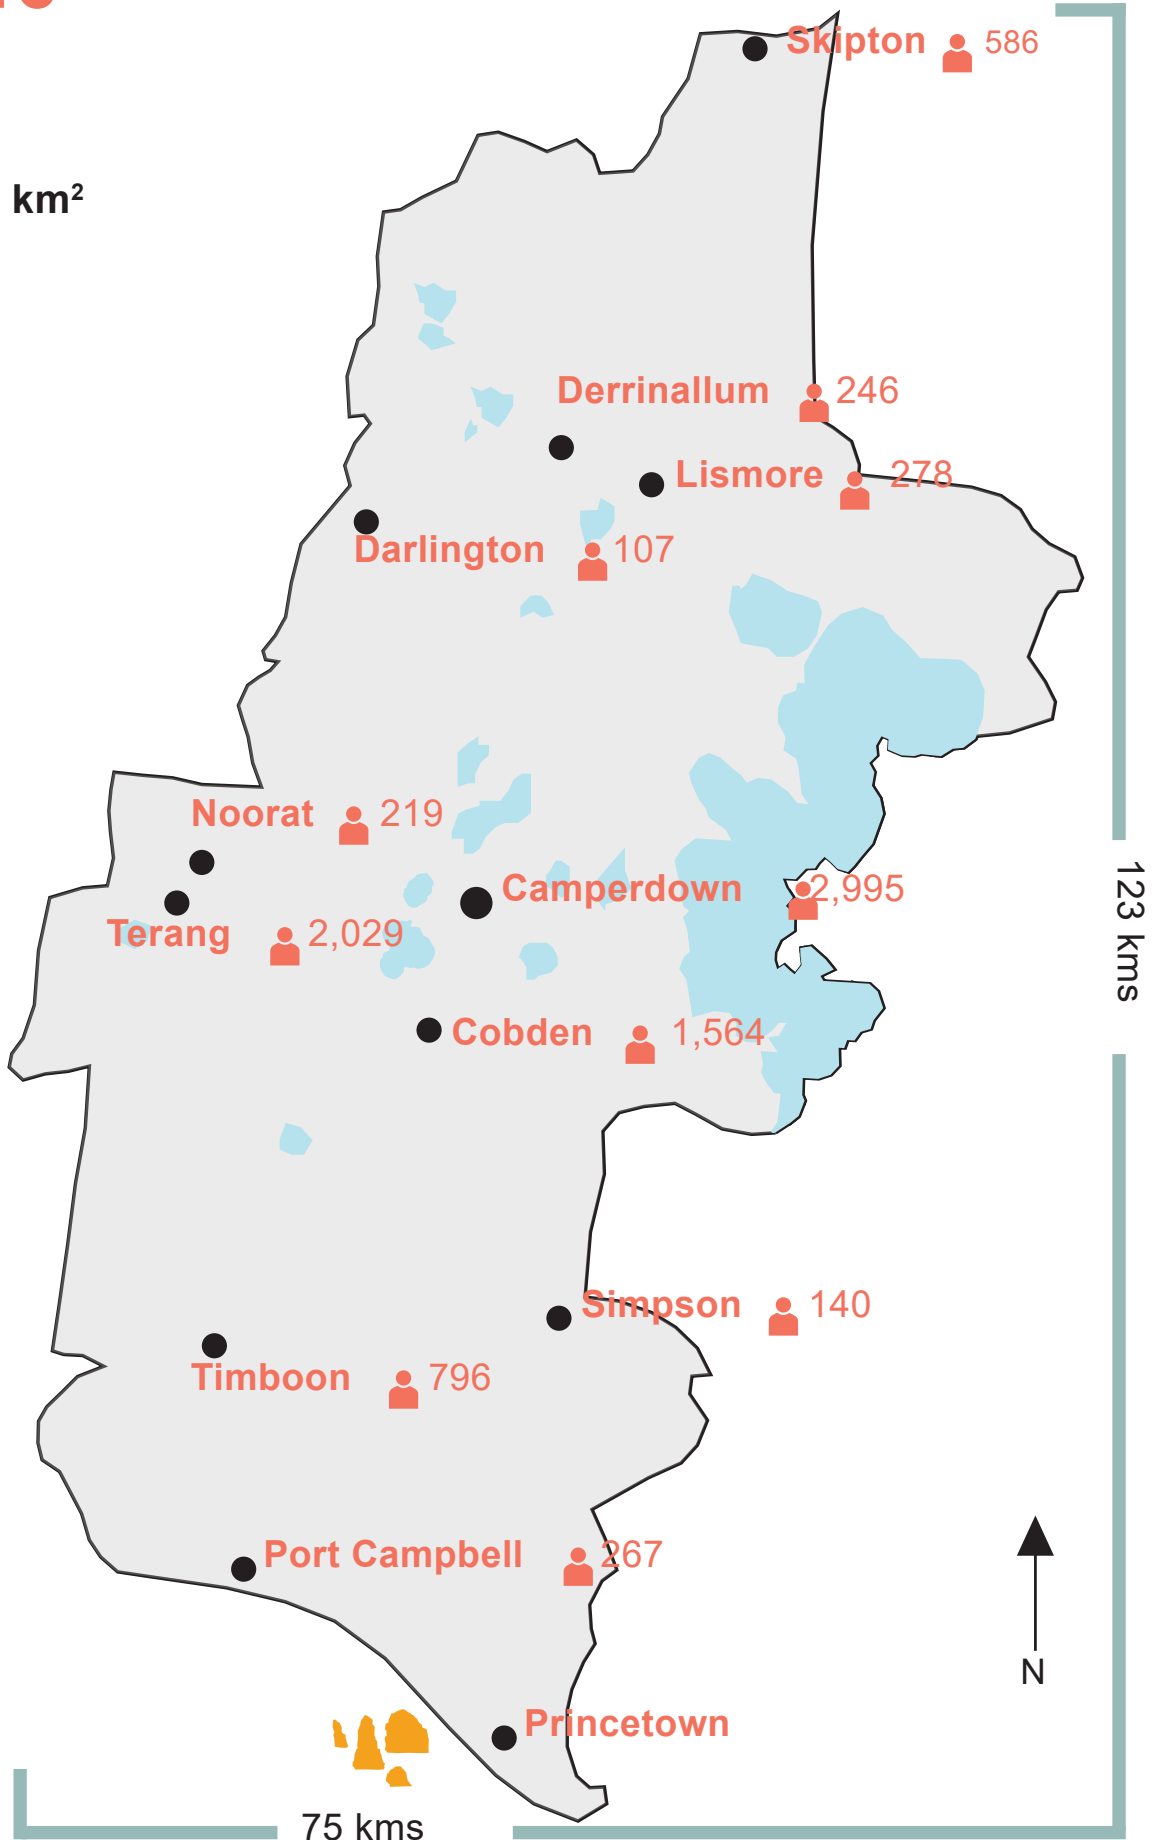 Skipton 586
km²
Derrinallum 246
Lismore 278
Darlington 107
Noorat 219
Camperdown 2,995
Terang 2,029
123 kms
Cobden 1,564
Simpson 140
Timboon 796
Port Campbell 267
N
Princetown
75 kms